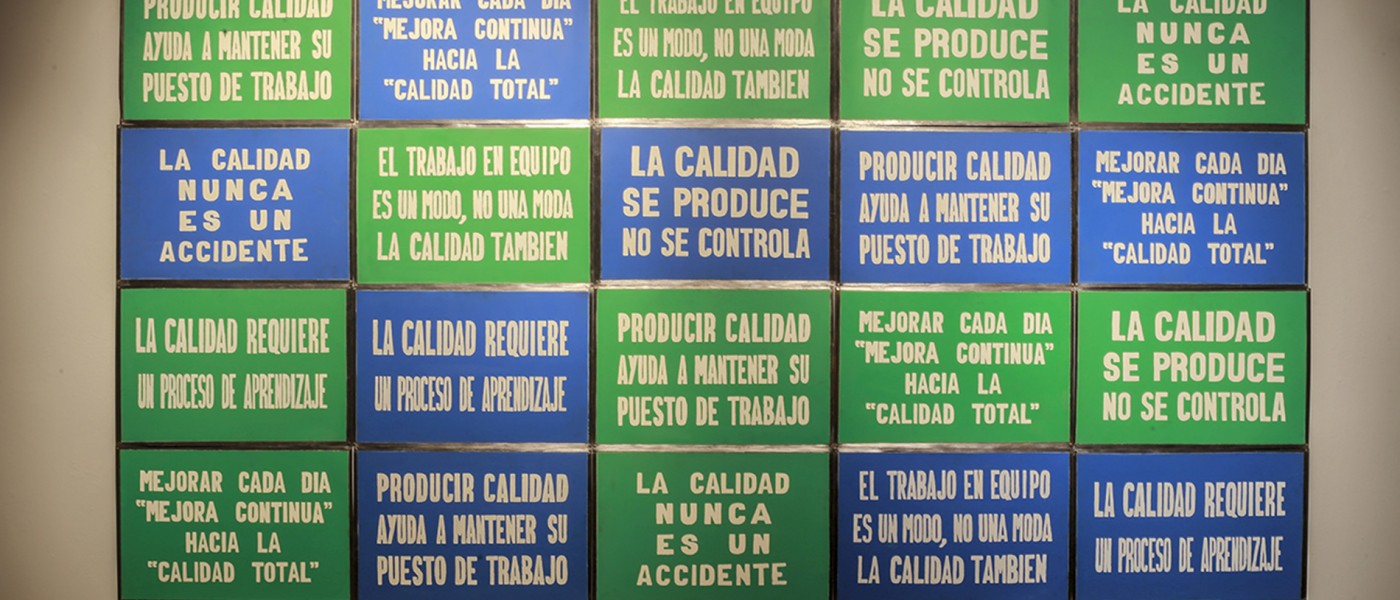 PRODUCIR CALIDAD
AYUDA A MANTENER SU
PUESTO DE TRABAJO
MEJORAR CADA DIA
"MEJORA CONTINUA"
HACIA LA
"CALIDAD TOTAL"
EL TRABAJO EN EQUIPO
ES UN MODO, NO UNA MODA
LA CALIDAD TAMBIEN
LA CALIDAD
SE PRODUCE
NO SE CONTROLA
LA CALIDAD
NUNCA
ES UN
ACCIDENTE
LA CALIDAD
NUNCA
ES UN
ACCIDENTE
EL TRABAJO EN EQUIPO
ES UN MODO, NO UNA MODA
LA CALIDAD TAMBIEN
LA CALIDAD
SE PRODUCE
NO SE CONTROLA
PRODUCIR CALIDAD
AYUDA A MANTENER SU
PUESTO DE TRABAJO
MEJORAR CADA DIA
"MEJORA CONTINUA"
HACIA LA
"CALIDAD TOTAL"
LA CALIDAD REQUIERE
UN PROCESO DE APRENDIZAJE
LA CALIDAD REQUIERE
UN PROCESO DE APRENDIZAJE
PRODUCIR CALIDAD
AYUDA A MANTENER SU
PUESTO DE TRABAJO
MEJORAR CADA DIA
"MEJORA CONTINUA"
HACIA LA
"CALIDAD TOTAL"
LA CALIDAD
SE PRODUCE
NO SE CONTROLA
MEJORAR CADA DIA
"MEJORA CONTINUA"
HACIA LA
"CALIDAD TOTAL"
PRODUCIR CALIDAD
AYUDA A MANTENER SU
PUESTO DE TRABAJO
LA CALIDAD
NUNCA
ES UN
ACCIDENTE
EL TRABAJO EN EQUIPO
ES UN MODO, NO UNA MODA
LA CALIDAD TAMBIEN
LA CALIDAD REQUIERE
UN PROCESO DE APRENDIZAJE